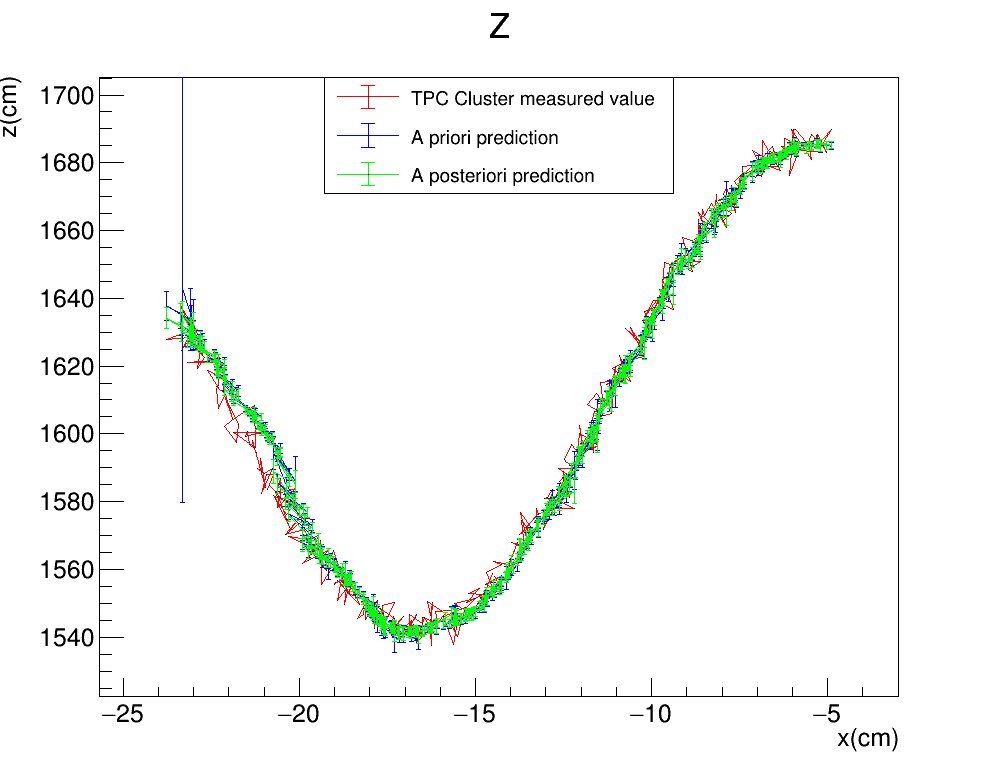 Z
z(cm)
1700
1680
1660
1640
1620
1600
1580
1560
1540
TPC Cluster measured value
A priori prediction
A posteriori prediction
−25 −20 −15 −10 −5
x(cm)